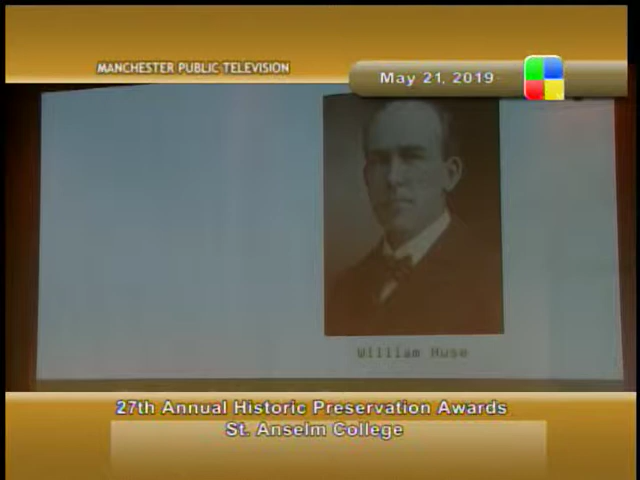 MANCHESTER PUBLIC TELEVISION
May 21, 2019
William Huse
27th Annual Historic Preservation Awards
St. Anselm College